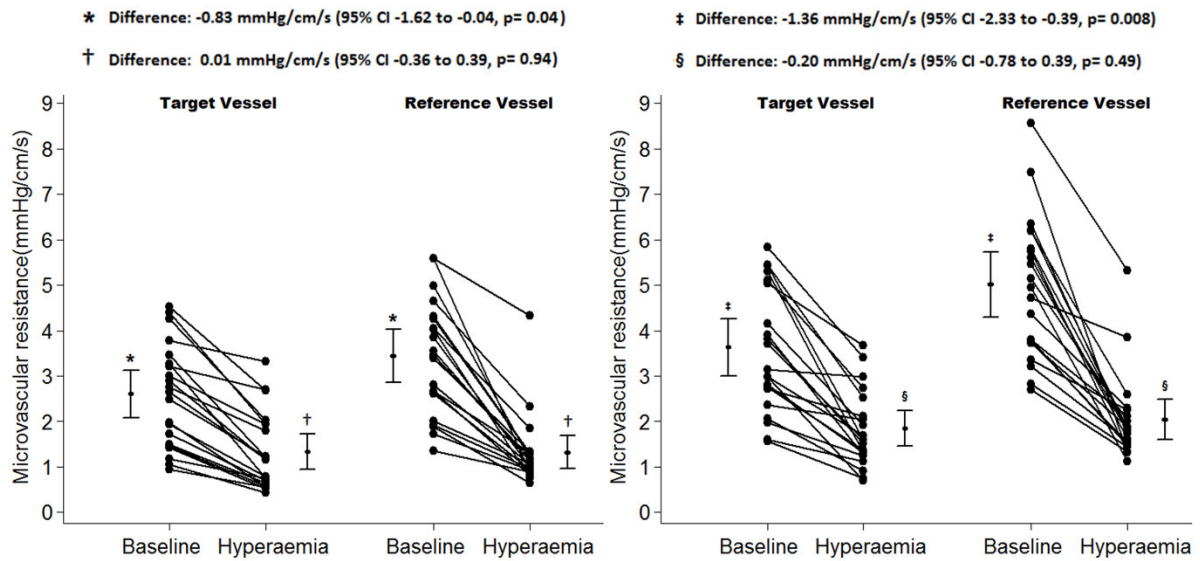 * Difference: -0.83 mmHg/cm/s (95% CI -1.62 to -0.04, p= 0.04)
† Difference: 0.01 mmHg/cm/s (95% CI -0.36 to 0.39, p= 0.94)
Target Vessel Reference Vessel
Microvascular resistance(mmHg/cm/s)
9
8
7
6
5
4
3
2
1
0
*
†
*
†
Baseline Hyperaemia Baseline Hyperaemia
‡ Difference: -1.36 mmHg/cm/s (95% CI -2.33 to -0.39, p= 0.008)
§ Difference: -0.20 mmHg/cm/s (95% CI -0.78 to 0.39, p= 0.49)
Target Vessel Reference Vessel
Microvascular resistance(mmHg/cm/s)
9
8
7
6
5
4
3
2
1
0
‡
§
‡
§
Baseline Hyperaemia Baseline Hyperaemia